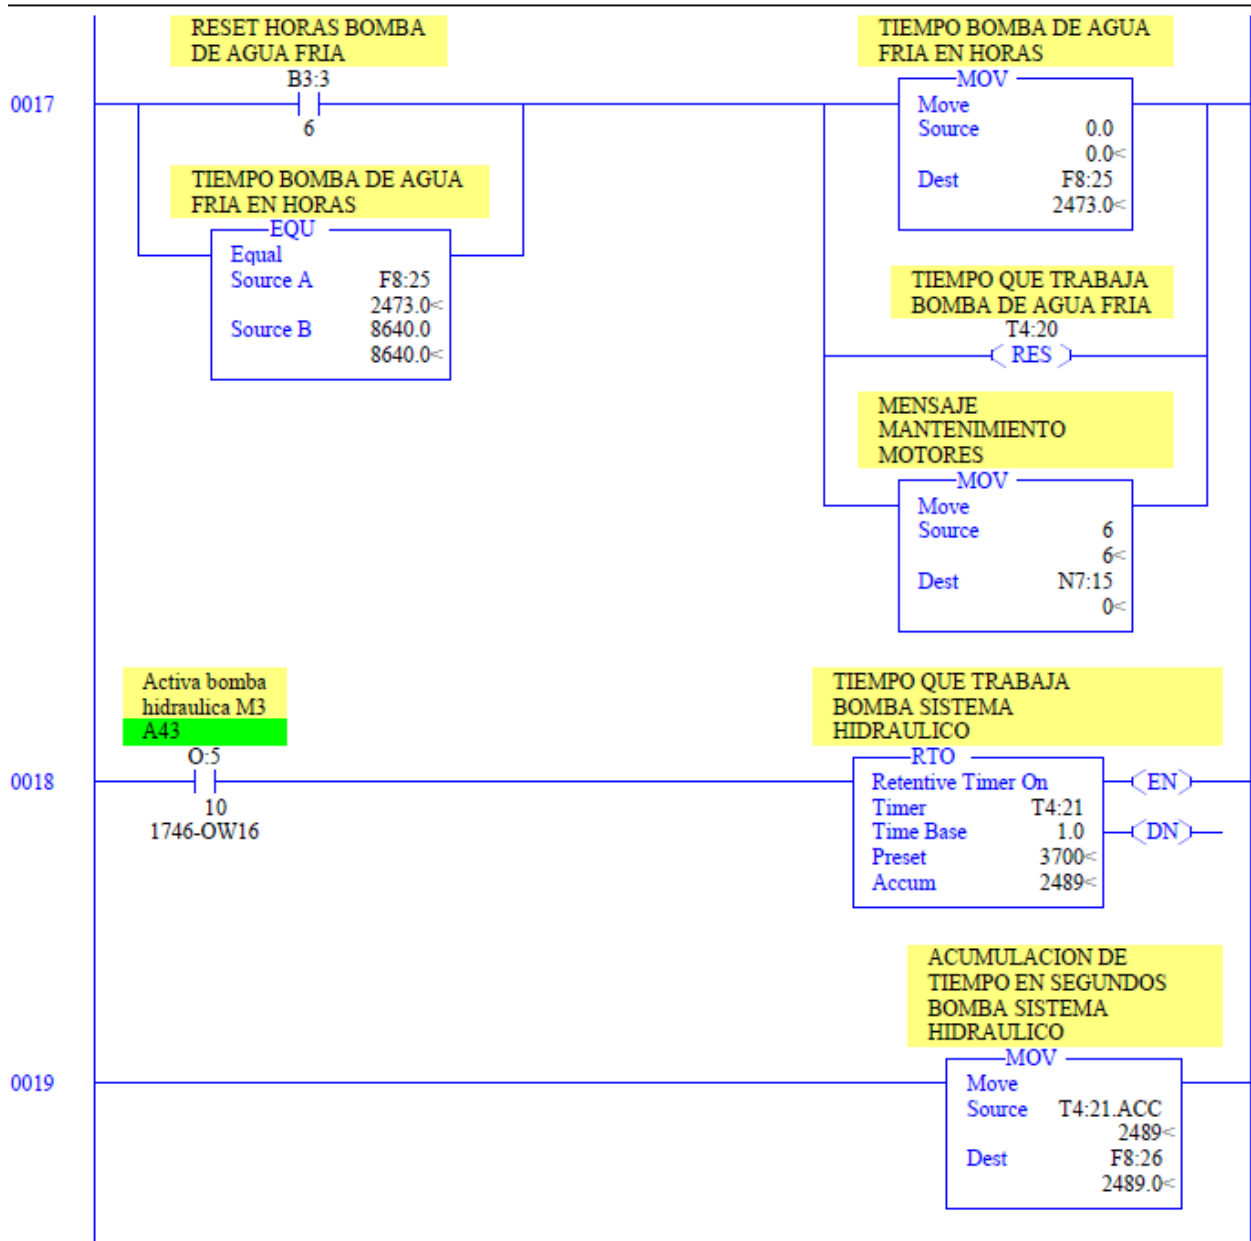 RESET HORAS BOMBA
DE AGUA FRIA
B3:3
0017
6
TIEMPO BOMBA DE AGUA
FRIA EN HORAS
EQU
Equal
Source A F8:25
2473.0<
Source B 8640.0
8640.0<
TIEMPO BOMBA DE AGUA
FRIA EN HORAS
MOV
Move
Source 0.0
0.0<
Dest F8:25
2473.0<
TIEMPO QUE TRABAJA
BOMBA DE AGUA FRIA
T4:20
RES
MENSAJE
MANTENIMIENTO
MOTORES
MOV
Move
Source 6
6<
Dest N7:15
0<
Activa bomba
hidraulica M3
A43
O:5
0018
10
1746-OW16
TIEMPO QUE TRABAJA
BOMBA SISTEMA
HIDRAULICO
RTO
Retentive Timer On
Timer T4:21
Time Base 1.0
Preset 3700<
Accum 2489<
EN
DN
ACUMULACION DE
TIEMPO EN SEGUNDOS
BOMBA SISTEMA
HIDRAULICO
0019
MOV
Move
Source T4:21.ACC
2489<
Dest F8:26
2489.0<